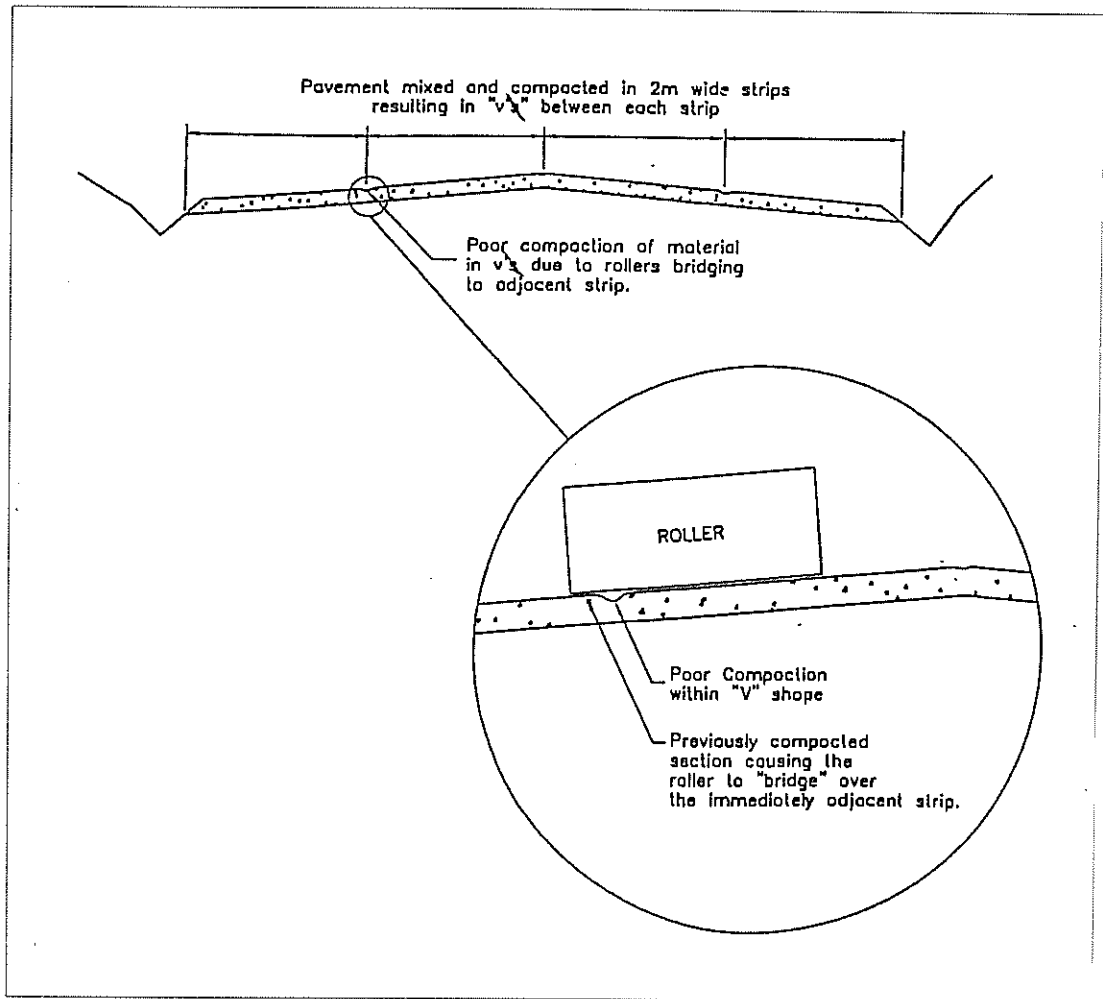 Pavement mixed and compacted in 2m wide strips
resulting in "v's" between each strip
Poor compaction of material
in v's due to rollers bridging
to adjacent strip.
ROLLER
Poor Compaction
within "V" shape
Previously compacted
section causing the
roller to "bridge" over
the immediately adjacent strip.